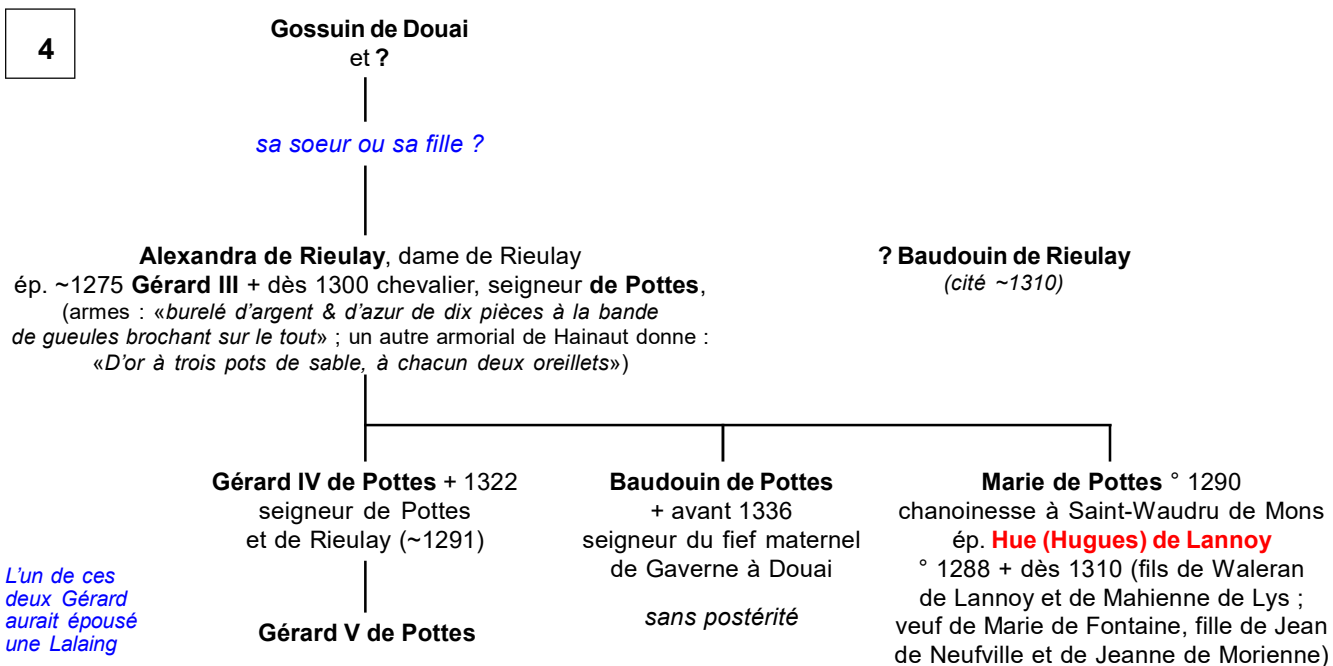 4
Gossuin de Douai
et ?
sa soeur ou sa fille ?
Alexandra de Rieulay, dame de Rieulay
ép. ~1275 Gérard III + dès 1300 chevalier, seigneur de Pottes,
(armes : «burelé d'argent & d'azur de dix pièces à la bande
de gueules brochant sur le tout» ; un autre armorial de Hainaut donne :
«D'or à trois pots de sable, à chacun deux oreillets»)
? Baudouin de Rieulay
(cité ~1310)
Gérard IV de Pottes + 1322
seigneur de Pottes
et de Rieulay (~1291)
Gérard V de Pottes
L'un de ces
deux Gérard
aurait épousé
une Lalaing
Baudouin de Pottes
+ avant 1336
seigneur du fief maternel
de Gaverne à Douai
sans postérité
Marie de Pottes ° 1290
chanoinesse à Saint-Waudru de Mons
ép. Hue (Hugues) de Lannoy
° 1288 + dès 1310 (fils de Waleran
de Lannoy et de Mahienne de Lys ;
veuf de Marie de Fontaine, fille de Jean
de Neufville et de Jeanne de Morienne)